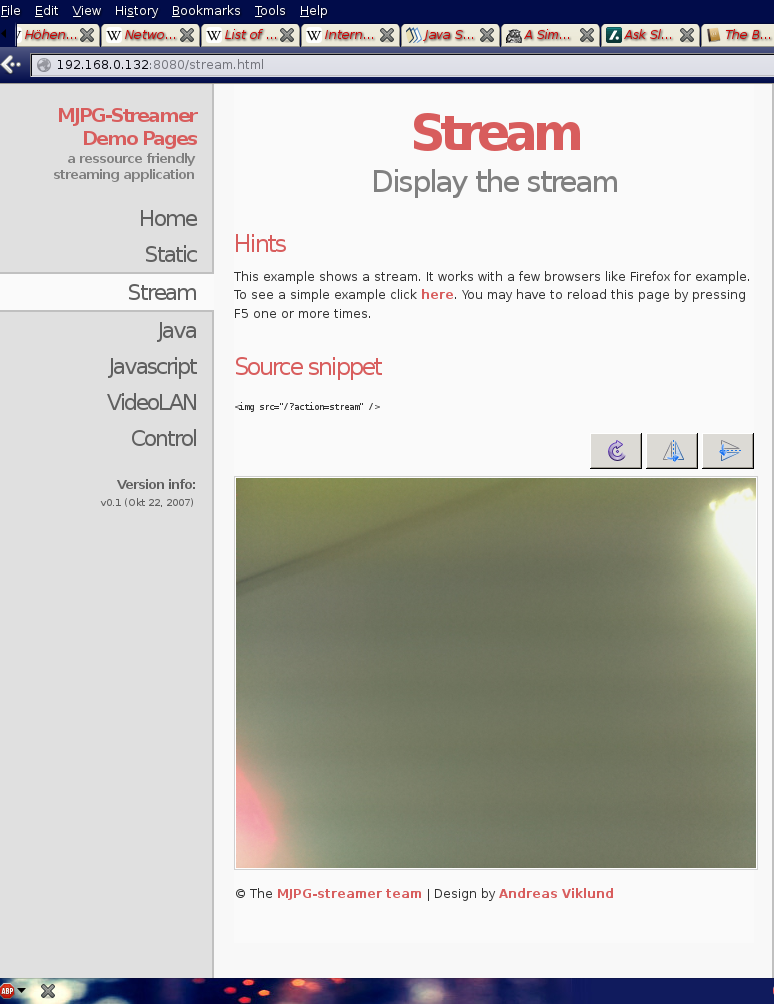 File Edit View History Bookmarks Tools Help
Höhen... Netwo... List of ... Intern... Java S... A Sim... Ask Sl... The B...
192.168.0.132:8080/stream.html
MJPG-Streamer
Demo Pages
a ressource friendly
streaming application
Home
Static
Stream
Java
Javascript
VideoLAN
Control
Version info:
v0.1 (Okt 22, 2007)
Stream
Display the stream
Hints
This example shows a stream. It works with a few browsers like Firefox for example.
To see a simple example click here. You may have to reload this page by pressing
F5 one or more times.
Source snippet
<img src="/?action=stream" />
© The MJPG-streamer team | Design by Andreas Viklund
ABP